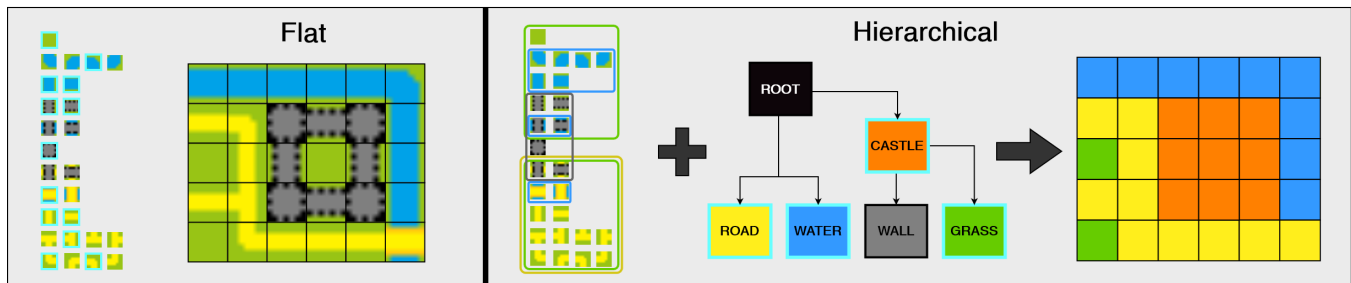 Flat
Hierarchical
ROOT
CASTLE
ROAD
WATER
WALL
GRASS